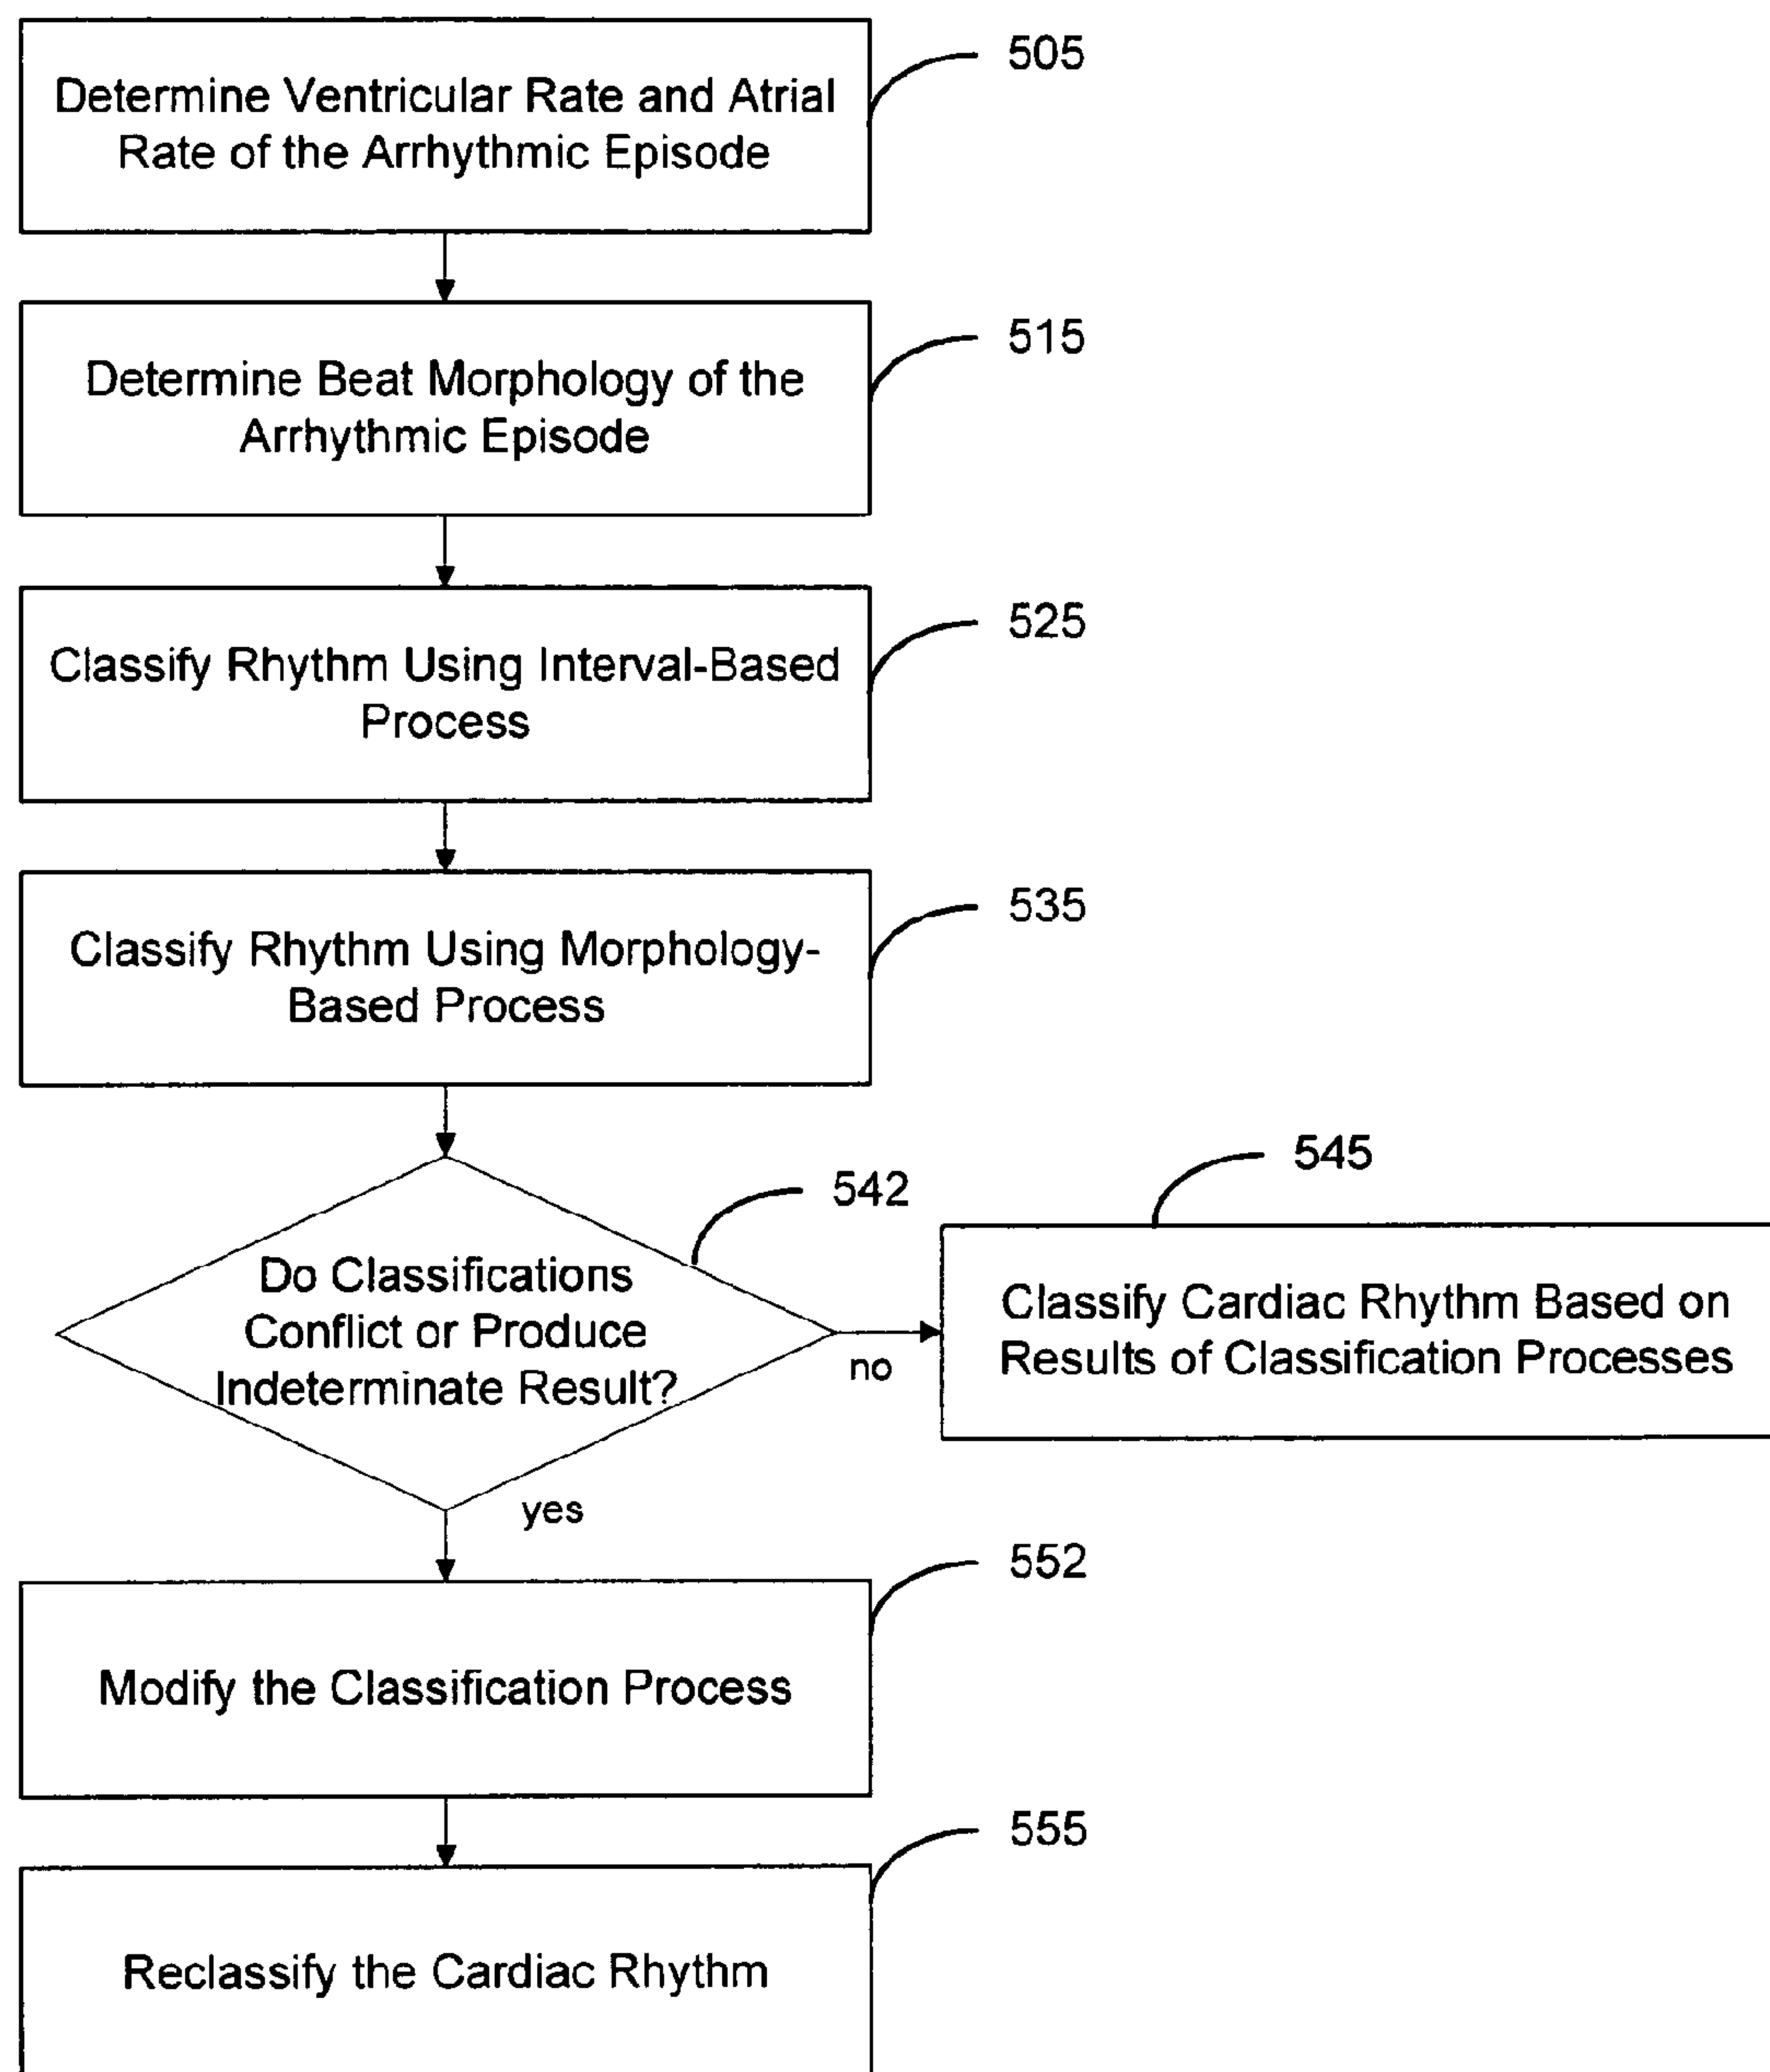 505
Determine Ventricular Rate and Atrial
Rate of the Arrhythmic Episode
515
Determine Beat Morphology of the
Arrhythmic Episode
525
Classify Rhythm Using Interval-Based
Process
535
Classify Rhythm Using Morphology-
Based Process
542
Do Classifications
Conflict or Produce
Indeterminate Result?
no
545
Classify Cardiac Rhythm Based on
Results of Classification Processes
yes
552
Modify the Classification Process
555
Reclassify the Cardiac Rhythm